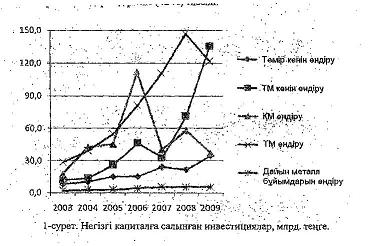 150,0
120,0
90,0
60,0
30,0
0,0
2003 2004 2005 2006 2007 2008 2009
Темір кенін өндіру
ТМ кенін өндіру
КМ өндіру
ТМ өндіру
Дайын металл
бұйымдарын өндіру
1-сурет. Негізгі капиталға салынған инвестициялар, млрд. теңге.